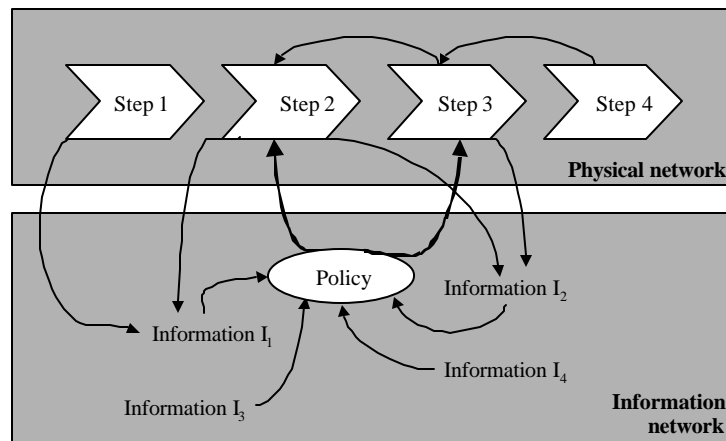 Step 1
Step 2
Step 3
Step 4
Physical network
Policy
Information I2
Information I1
Information I4
Information I3
Information
network